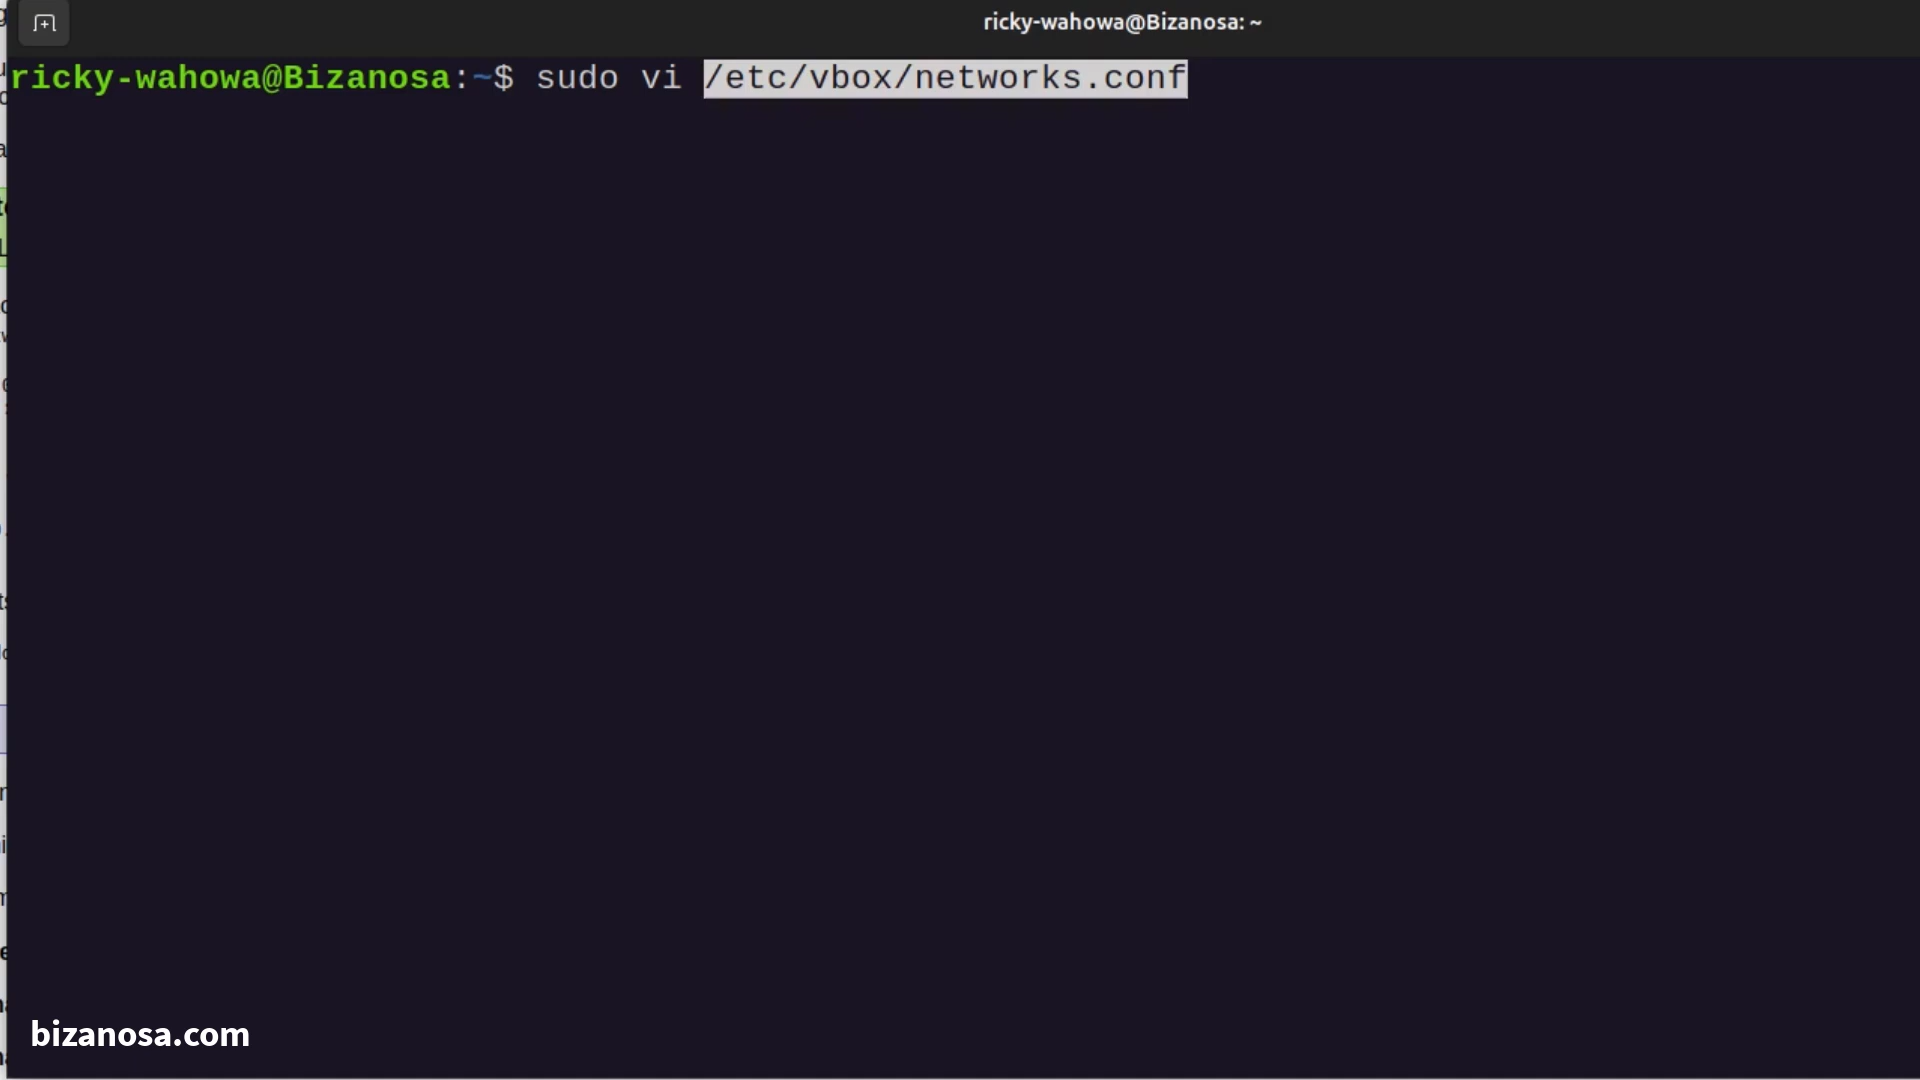 ricky-wahowa@Bizanosa: ~
ricky-wahowa@Bizanosa:~$ sudo vi /etc/vbox/networks.conf
bizanosa.com